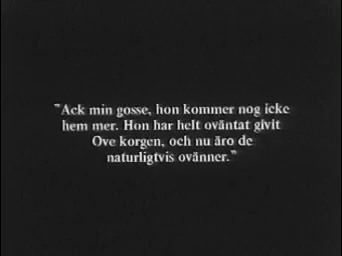 "Ack min gosse, hon kommer nog icke
hem mer. Hon har helt oväntat givit
Ove korgen, och nu äro de
naturligtvis ovänner."